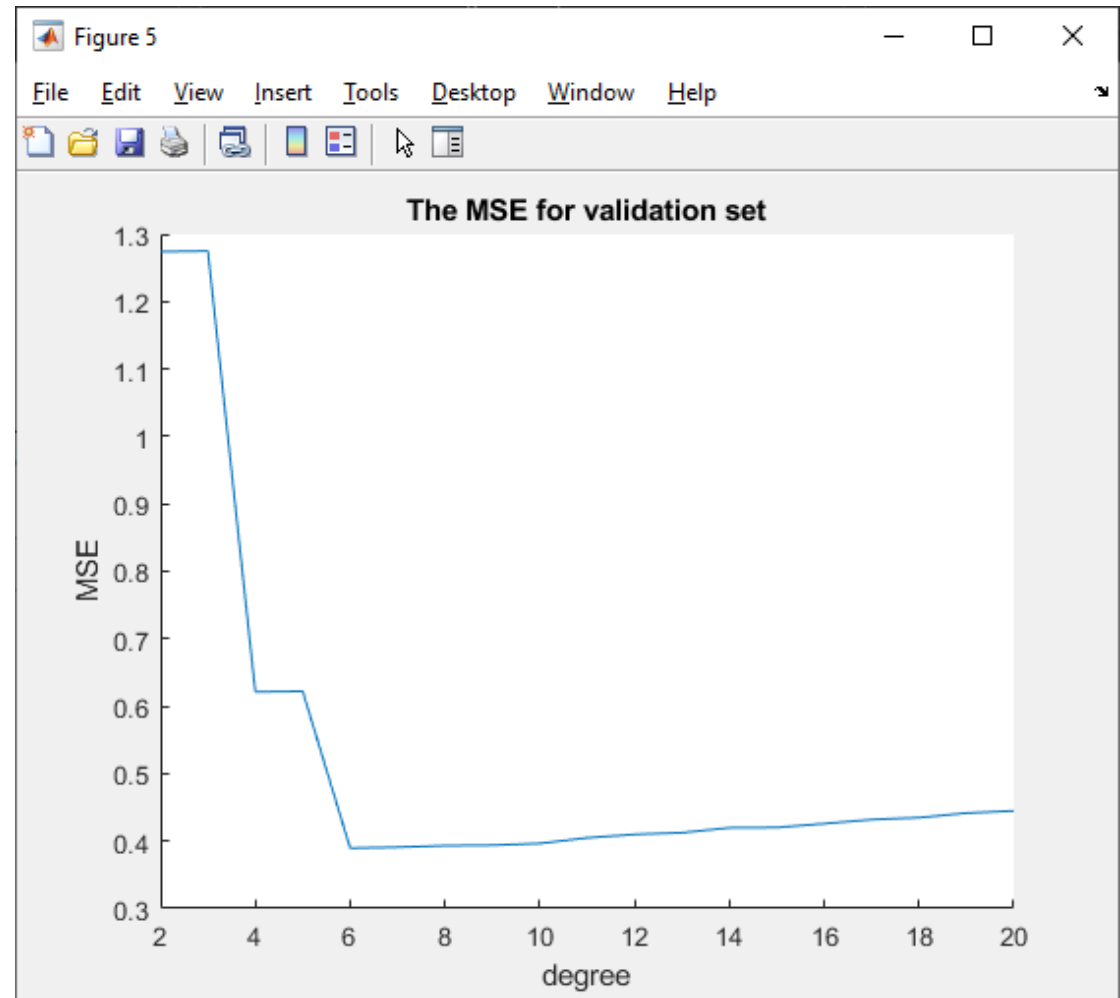 Figure 5
File Edit View Insert Tools Desktop Window Help
The MSE for validation set
1.3
1.2
1.1
1
0.9
0.8
0.7
0.6
0.5
0.4
0.3
MSE
2 4 6 8 10 12 14 16 18 20
degree